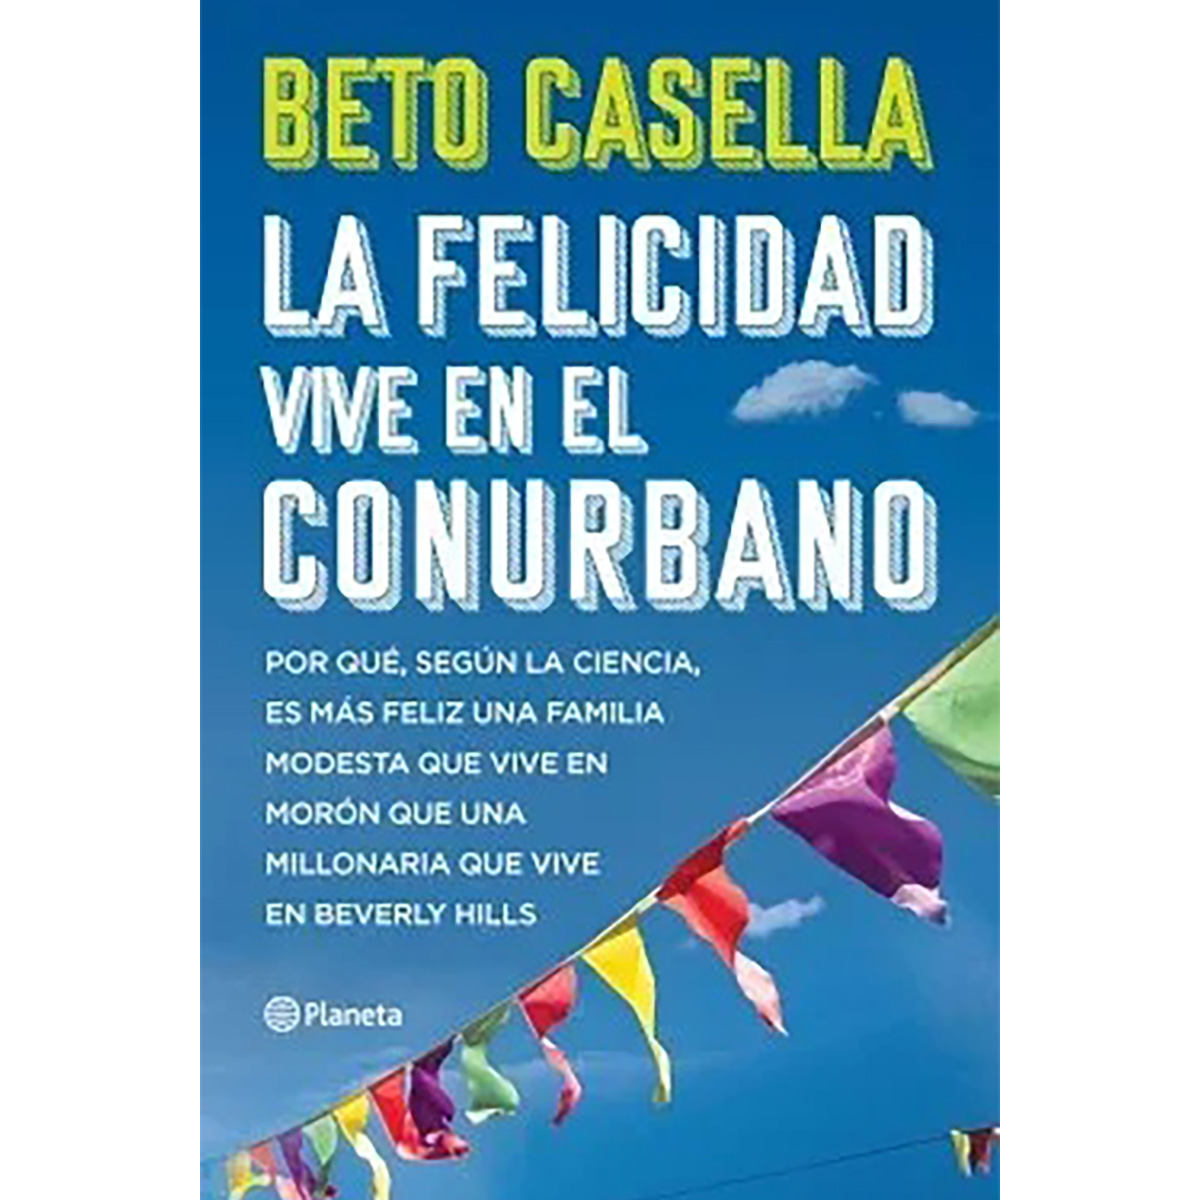 BETO CASELLA
LA FELICIDAD
VIVE EN EL
CONURBANO
POR QUÉ, SEGÚN LA CIENCIA,
ES MÁS FELIZ UNA FAMILIA
MODESTA QUE VIVE EN
MORÓN QUE UNA
MILLONARIA QUE VIVE
EN BEVERLY HILLS
Planeta